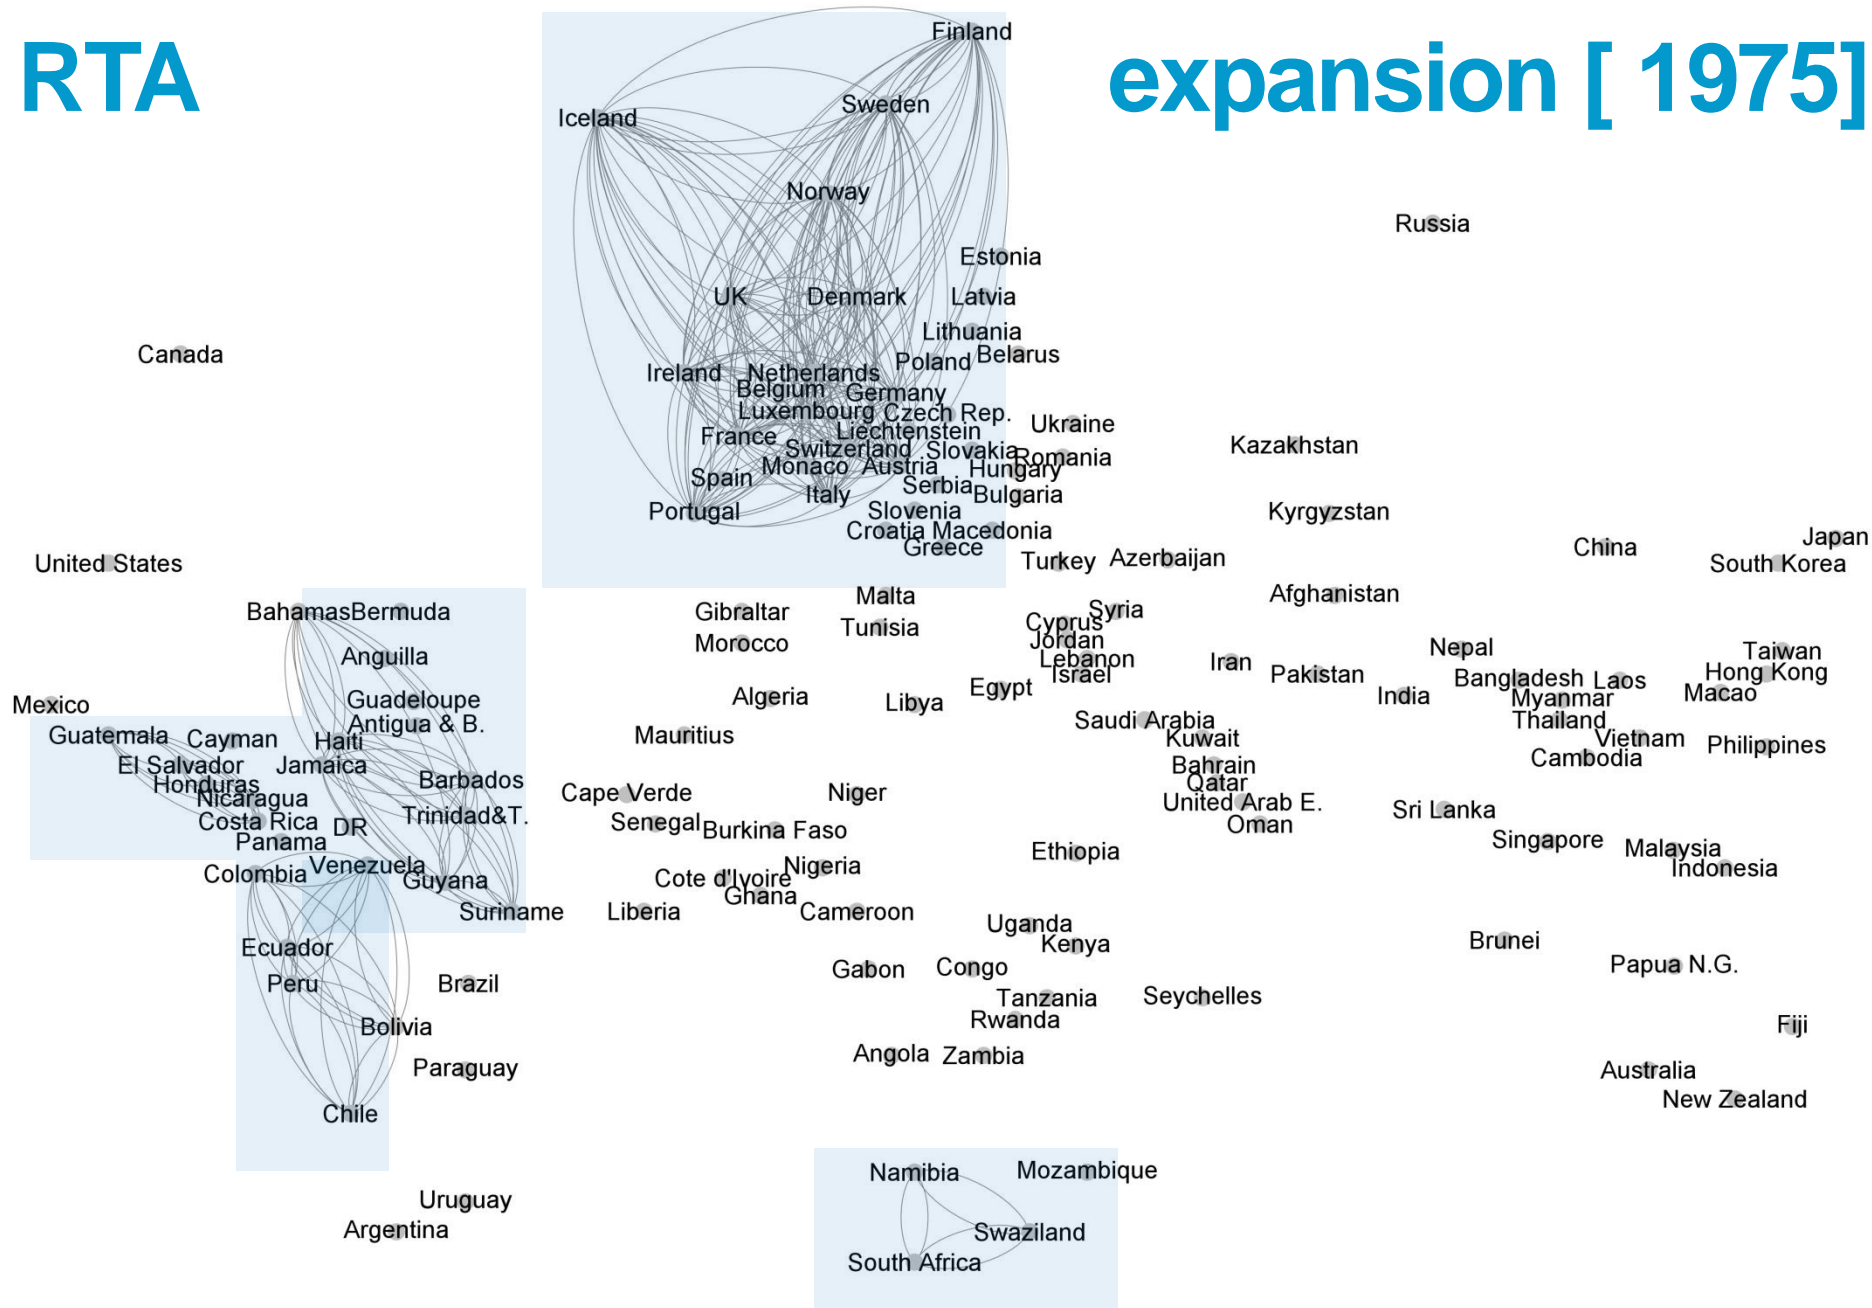 RTA
expansion [ 1975]
Finland
Sweden
Iceland
Norway
Russia
Estonia
UK
Denmark
Latvia
Lithuania
Canada
Poland
Belarus
Ireland
Netherlands
Belgium
Germany
Luxembourg
Czech Rep.
Ukraine
Liechtenstein
France
Switzerland
Slovakia
Kazakhstan
Romania
Monaco
Austria
Hungary
Spain
Serbia
Italy
Bulgaria
Portugal
Slovenia
Kyrgyzstan
Croatia
Macedonia
Greece
Japan
China
United States
Turkey
Azerbaijan
South Korea
Malta
Afghanistan
Bahamas
Bermuda
Gibraltar
Syria
Cyprus
Tunisia
Morocco
Jordan
Nepal
Taiwan
Anguilla
Lebanon
Iran
Israel
Pakistan
Hong Kong
Bangladesh
Laos
Egypt
Macao
India
Myanmar
Guadeloupe
Algeria
Libya
Mexico
Antigua & B.
Saudi Arabia
Thailand
Guatemala
Cayman
Haiti
Mauritius
Kuwait
Vietnam
Philippines
El Salvador
Jamaica
Bahrain
Cambodia
Honduras
Barbados
Qatar
Nicaragua
Cape Verde
Niger
United Arab E.
Sri Lanka
Costa Rica
DR
Trinidad&T.
Senegal
Burkina Faso
Oman
Panama
Singapore
Malaysia
Ethiopia
Venezuela
Nigeria
Indonesia
Colombia
Guyana
Cote d'Ivoire
Ghana
Suriname
Liberia
Cameroon
Uganda
Kenya
Brunei
Ecuador
Gabon
Congo
Papua N.G.
Peru
Brazil
Tanzania
Seychelles
Rwanda
Bolivia
Fiji
Angola
Zambia
Paraguay
Australia
New Zealand
Chile
Namibia
Mozambique
Uruguay
Argentina
Swaziland
South Africa